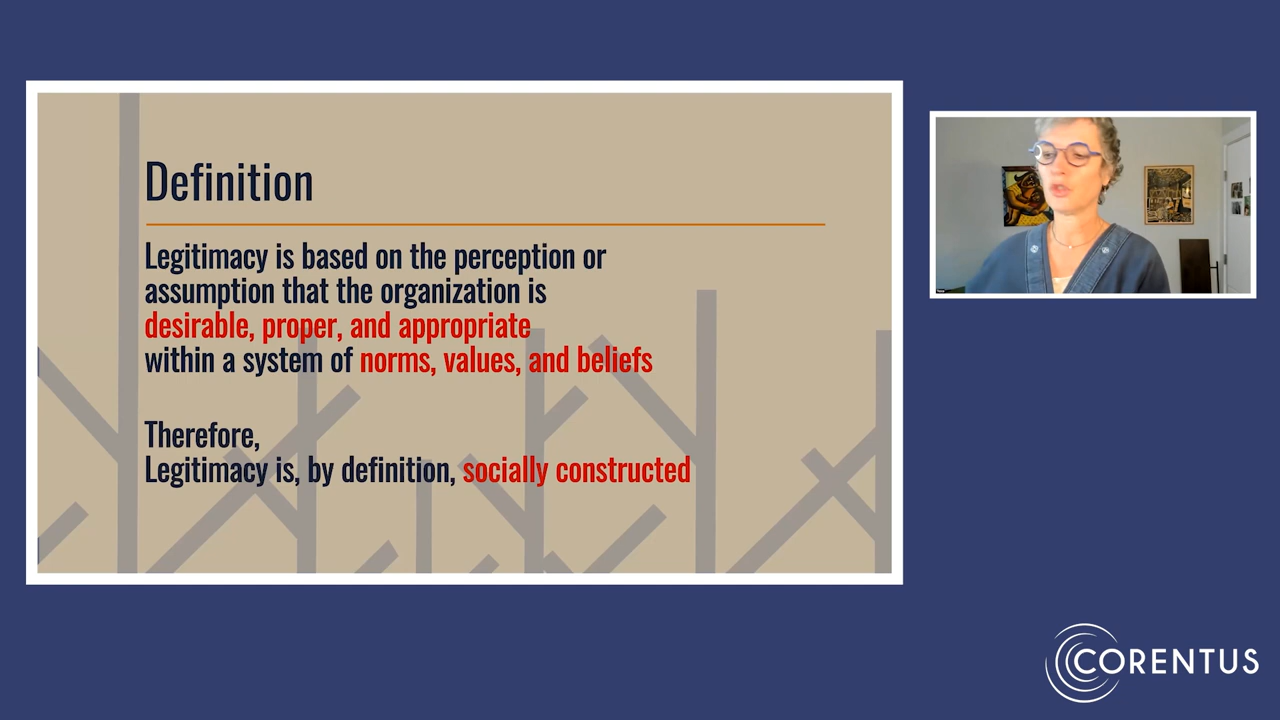 Definition
Legitimacy is based on the perception or
assumption that the organization is
desirable, proper, and appropriate
within a system of norms, values, and beliefs
Therefore,
Legitimacy is, by definition, socially constructed
CORENTUS